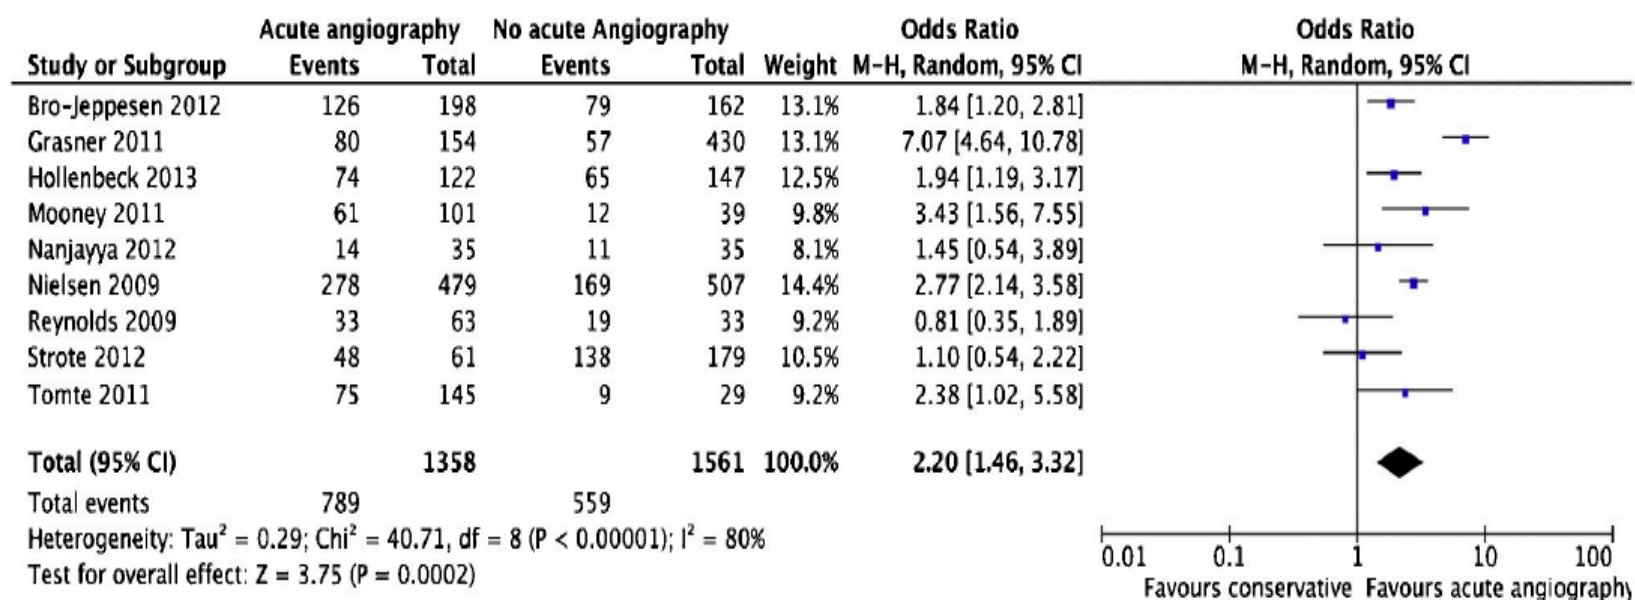 Acute angiography No acute Angiography Odds Ratio Odds Ratio
Study or Subgroup Events Total Events Total Weight M-H, Random, 95% CI M-H, Random, 95% CI
Bro-Jeppesen 2012 126 198 79 162 13.1% 1.84 [1.20, 2.81]
Grasner 2011 80 154 57 430 13.1% 7.07 [4.64, 10.78]
Hollenbeck 2013 74 122 65 147 12.5% 1.94 [1.19, 3.17]
Mooney 2011 61 101 12 39 9.8% 3.43 [1.56, 7.55]
Nanjayya 2012 14 35 11 35 8.1% 1.45 [0.54, 3.89]
Nielsen 2009 278 479 169 507 14.4% 2.77 [2.14, 3.58]
Reynolds 2009 33 63 19 33 9.2% 0.81 [0.35, 1.89]
Strote 2012 48 61 138 179 10.5% 1.10 [0.54, 2.22]
Tomte 2011 75 145 9 29 9.2% 2.38 [1.02, 5.58]
Total (95% CI) 1358 1561 100.0% 2.20 [1.46, 3.32]
Total events 789 559
Heterogeneity: Tau² = 0.29; Chi² = 40.71, df = 8 (P < 0.00001); I² = 80%
Test for overall effect: Z = 3.75 (P = 0.0002)
0.01 0.1 1 10 100
Favours conservative Favours acute angiography